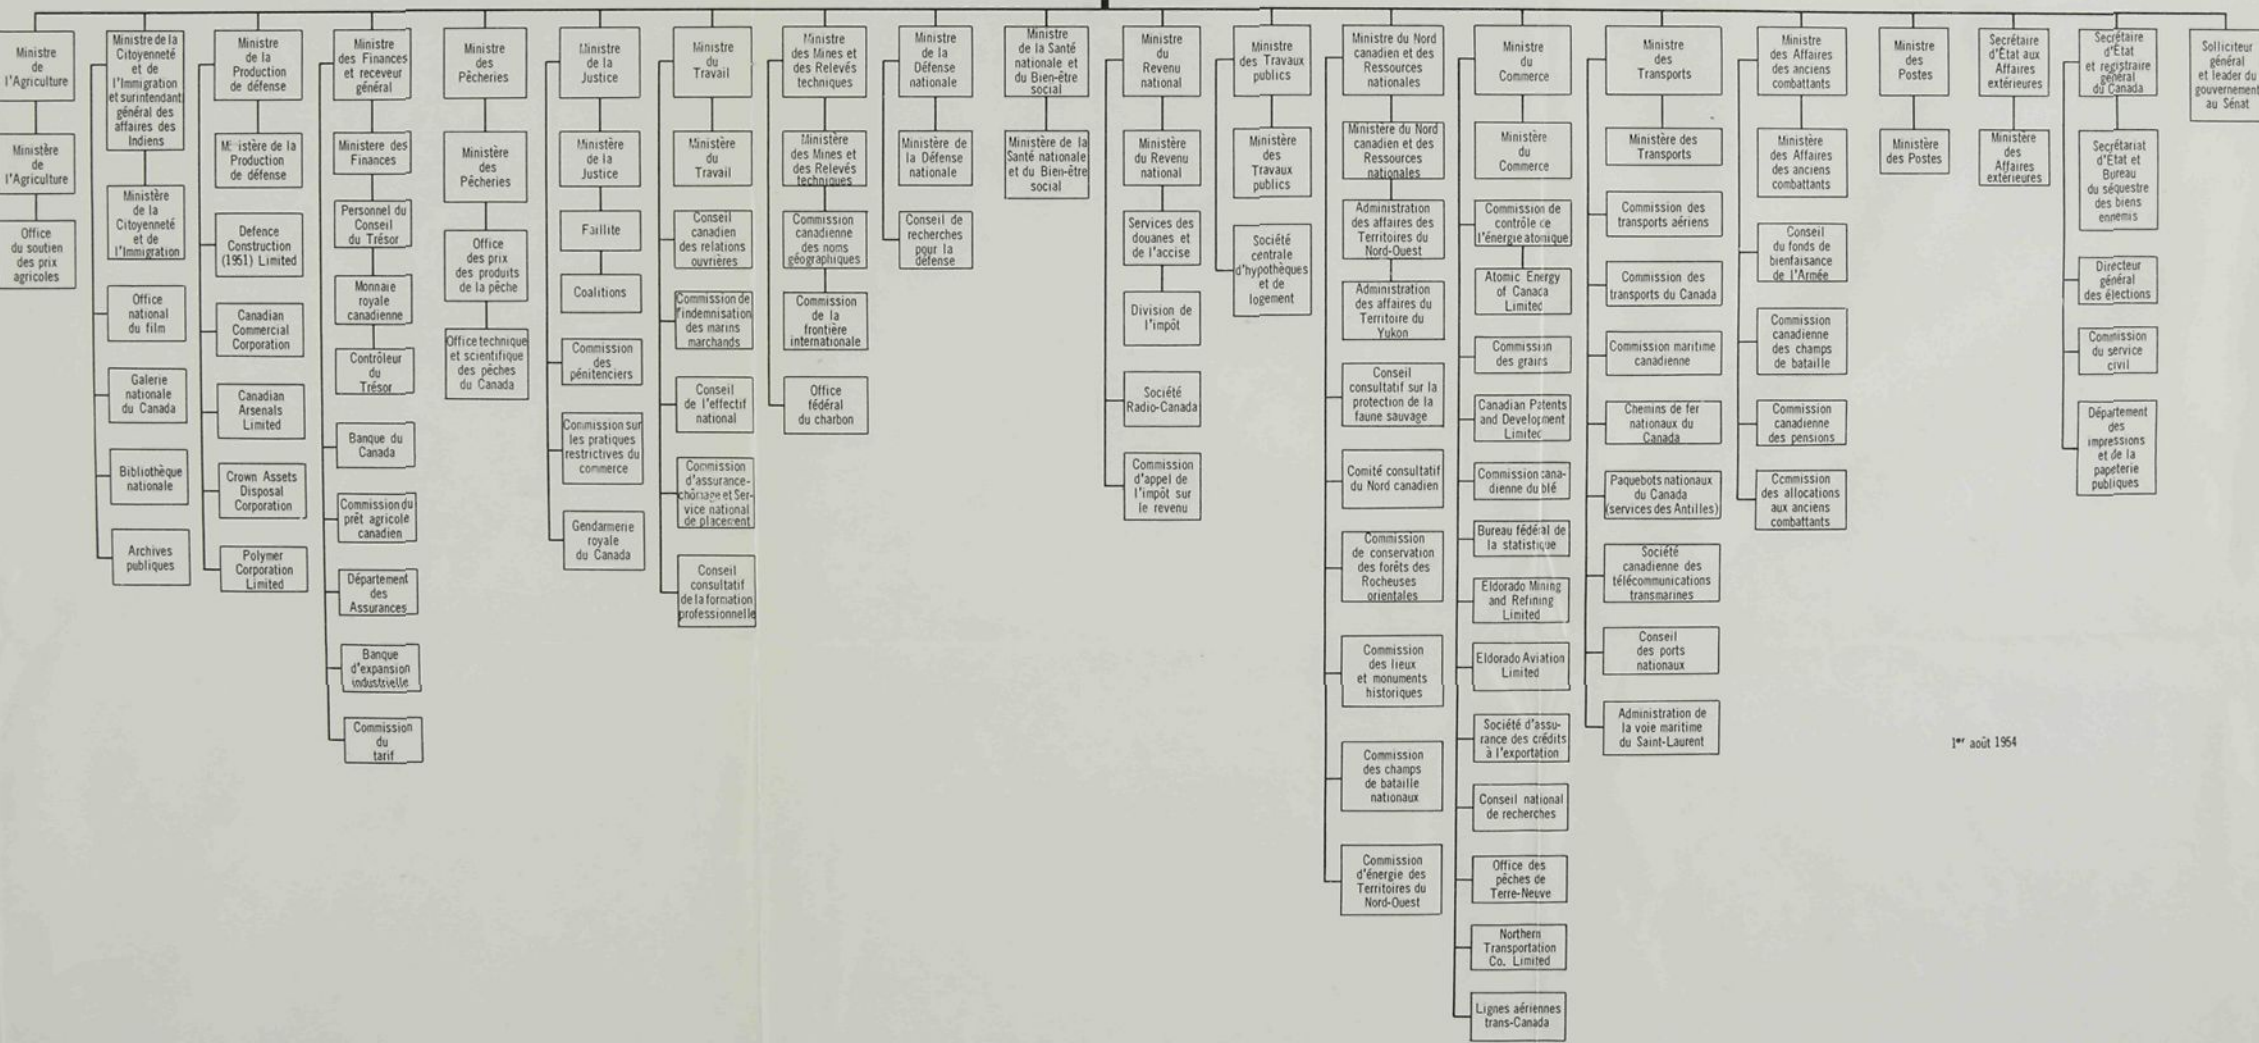 Ministre
de
l'Agriculture
Ministère
de
l'Agriculture
Office
du soutien
des prix
agricoles
Ministre de la
Citoyenneté
et de
l'Immigration
et surintendant
général des
affaires des
Indiens
Ministère
de la
Citoyenneté
et de
l'Immigration
Office
national
du film
Galerie
nationale
du Canada
Bibliothèque
nationale
Archives
publiques
Ministre
de la
Production
de défense
M istère de la
Production
de défense
Defence
Construction
(1951) Limited
Canadian
Commercial
Corporation
Canadian
Arsenals
Limited
Crown Assets
Disposal
Corporation
Polymer
Corporation
Limited
Ministre
des Finances
et receveur
général
Ministere des
Finances
Personnel du
Conseil
du Trésor
Monnaie
royale
canadienne
Contrôleur
du
Trésor
Banque du
Canada
Commission du
prêt agricole
canadien
Département
des
Assurances
Banque
d'expansion
industrielle
Commission
du
tarif
Ministre
des
Pêcheries
Ministère
des
Pêcheries
Office
des prix
des produits
de la pêche
Office technique
et scientifique
des pêches
du Canada
Ministre
de la
Justice
Ministère
de la
Justice
Faillite
Coalitions
Commission
des
pénitenciers
Commission sur
les pratiques
restrictives du
commerce
Gendarmerie
royale
du Canada
Ministre
du
Travail
Ministère
du
Travail
Conseil
canadien
des relations
ouvrières
Commission de
l'indemnisation
des marins
marchands
Conseil
de l'effectif
national
Commission
d'assurance-
chômage et Ser-
vice national
de placement
Conseil
consultatif
de la formation
professionnelle
Ministre
des Mines et
des Relevés
techniques
Ministère
des Mines et
des Relevés
techniques
Commission
canadienne
des noms
géographiques
Commission
de la
frontière
internationale
Office
fédéral
du charbon
Ministre
de la
Défense
nationale
Ministère de
la Défense
nationale
Conseil de
recherches
pour la
défense
Ministre
de la Santé
nationale et
du Bien-être
social
Ministère de la
Santé nationale
et du Bien-être
social
Ministre
du
Revenu
national
Ministère
du Revenu
national
Services des
douanes et
de l'accise
Division de
l'impôt
Société
Radio-Canada
Commission
d'appel de
l'impôt sur
le revenu
Ministre
des Travaux
publics
Ministère
des
Travaux
publics
Société
centrale
d'hypothèques
et de
logement
Ministre du Nord
canadien et des
Ressources
nationales
Ministère du Nord
canadien et des
Ressources
nationales
Administration
des affaires des
Territoires du
Nord-Ouest
Administration
des affaires du
Territoire du
Yukon
Conseil
consultatif sur la
protection de la
faune sauvage
Comité consultatif
du Nord canadien
Commission
de conservation
des forêts des
Rocheuses
orientales
Commission
des lieux
et monuments
historiques
Commission
des champs
de bataille
nationaux
Commission
d'énergie des
Territoires du
Nord-Ouest
Ministre
du
Commerce
Ministère
du
Commerce
Commission de
contrôle de
l'énergie atomique
Atomic Energy
of Canada
Limited
Commission
des grains
Canadian Patents
and Development
Limited
Commission cana-
dienne du blé
Bureau fédéral de
la statistique
Eldorado Mining
and Refining
Limited
Eldorado Aviation
Limited
Société d'assu-
rance des crédits
à l'exportation
Conseil national
de recherches
Office des
pêches de
Terre-Neuve
Northern
Transportation
Co. Limited
Lignes aériennes
trans-Canada
Ministre
des
Transports
Ministère des
Transports
Commission des
transports aériens
Commission des
transports du Canada
Commission maritime
canadienne
Chemins de fer
nationaux du
Canada
Paquebots nationaux
du Canada
(services des Antilles)
Société
canadienne des
télécommunications
transmarines
Conseil
des ports
nationaux
Administration de
la voie maritime
du Saint-Laurent
Ministre
des Affaires
des anciens
combattants
Ministère
des Affaires
des anciens
combattants
Conseil
du fonds de
bienfaisance
de l'Armée
Commission
canadienne
des champs
de bataille
Commission
canadienne
des pensions
Commission
des allocations
aux anciens
combattants
Ministre
des
Postes
Ministère
des Postes
Secrétaire
d'État aux
Affaires
extérieures
Ministère
des
Affaires
extérieures
Secrétaire
d'État
et registraire
général
du Canada
Secrétariat
d'État et
Bureau
du séquestre
des biens
ennemis
Directeur
général
des élections
Commission
du service
civil
Département
des
impressions
et de la
papeterie
publiques
Solliciteur
général
et leader du
gouvernement
au Sénat
1er août 1954